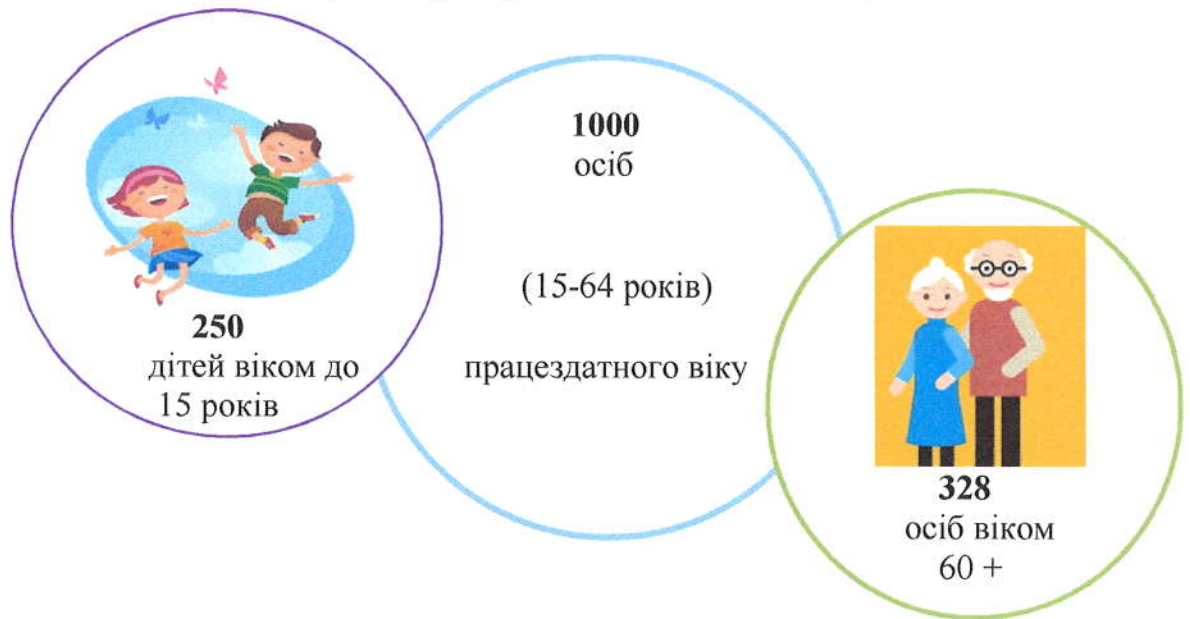 250
дітей віком до
15 років
1000
осіб
(15-64 років)
працездатного віку
328
осіб віком
60 +